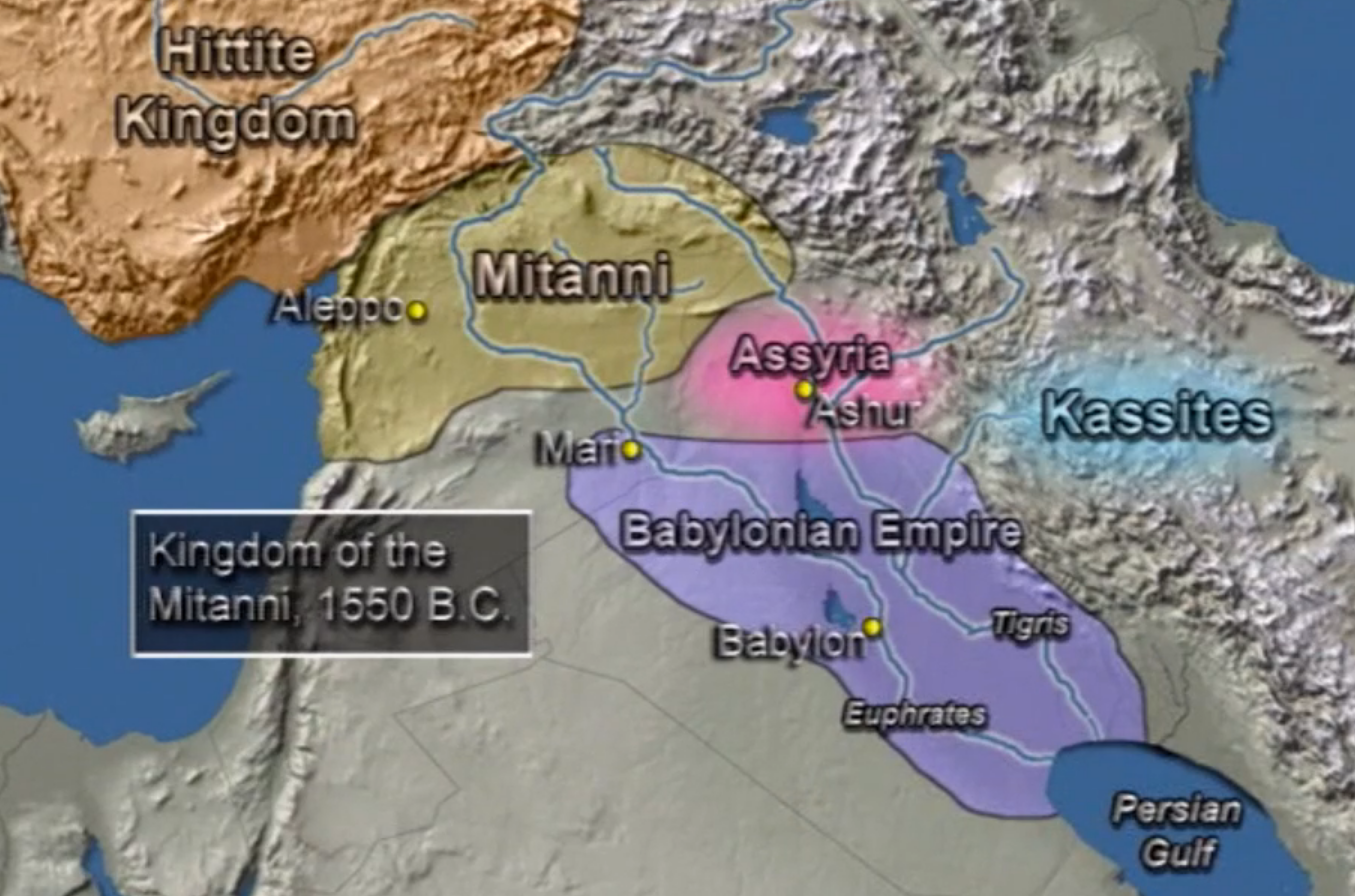 Hittite
Kingdom
Mitanni
Aleppo
Assyria
Ashur
Kassites
Mari
Babylonian Empire
Kingdom of the
Mitanni, 1550 B.C.
Tigris
Babylon
Euphrates
Persian
Gulf